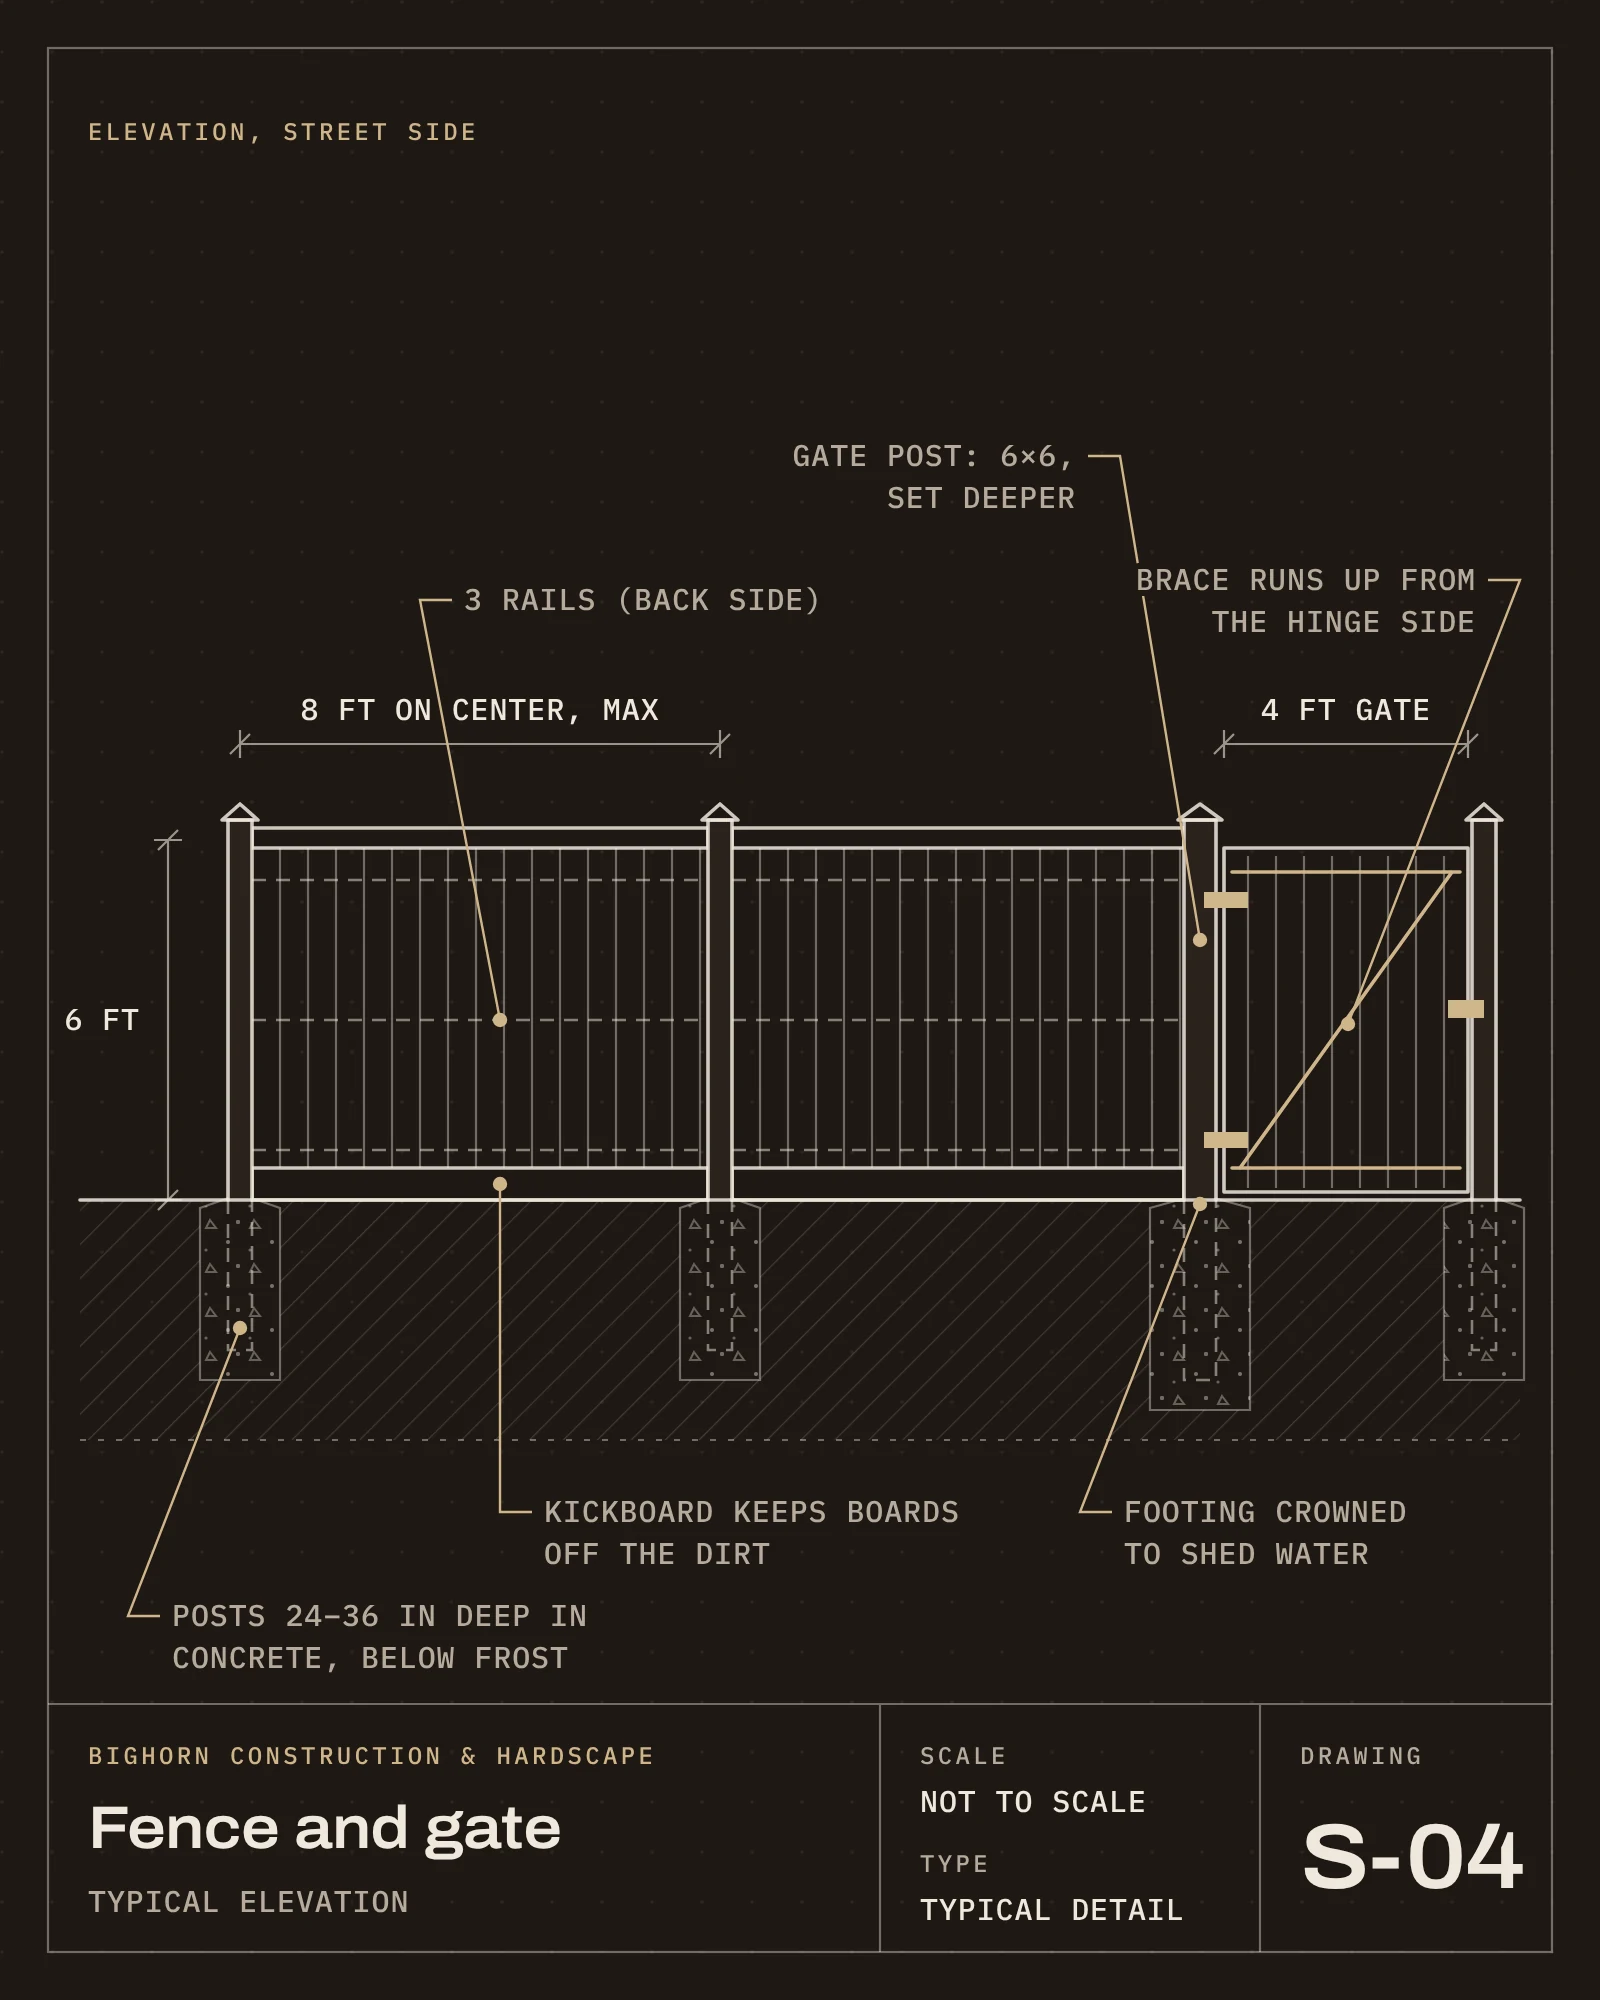 ELEVATION, STREET SIDE
GATE POST: 6×6,
SET DEEPER
BRACE RUNS UP FROM
THE HINGE SIDE
3 RAILS (BACK SIDE)
8 FT ON CENTER, MAX
4 FT GATE
6 FT
KICKBOARD KEEPS BOARDS
OFF THE DIRT
FOOTING CROWNED
TO SHED WATER
POSTS 24–36 IN DEEP IN
CONCRETE, BELOW FROST
BIGHORN CONSTRUCTION & HARDSCAPE
Fence and gate
TYPICAL ELEVATION
SCALE
NOT TO SCALE
TYPE
TYPICAL DETAIL
DRAWING
S-04